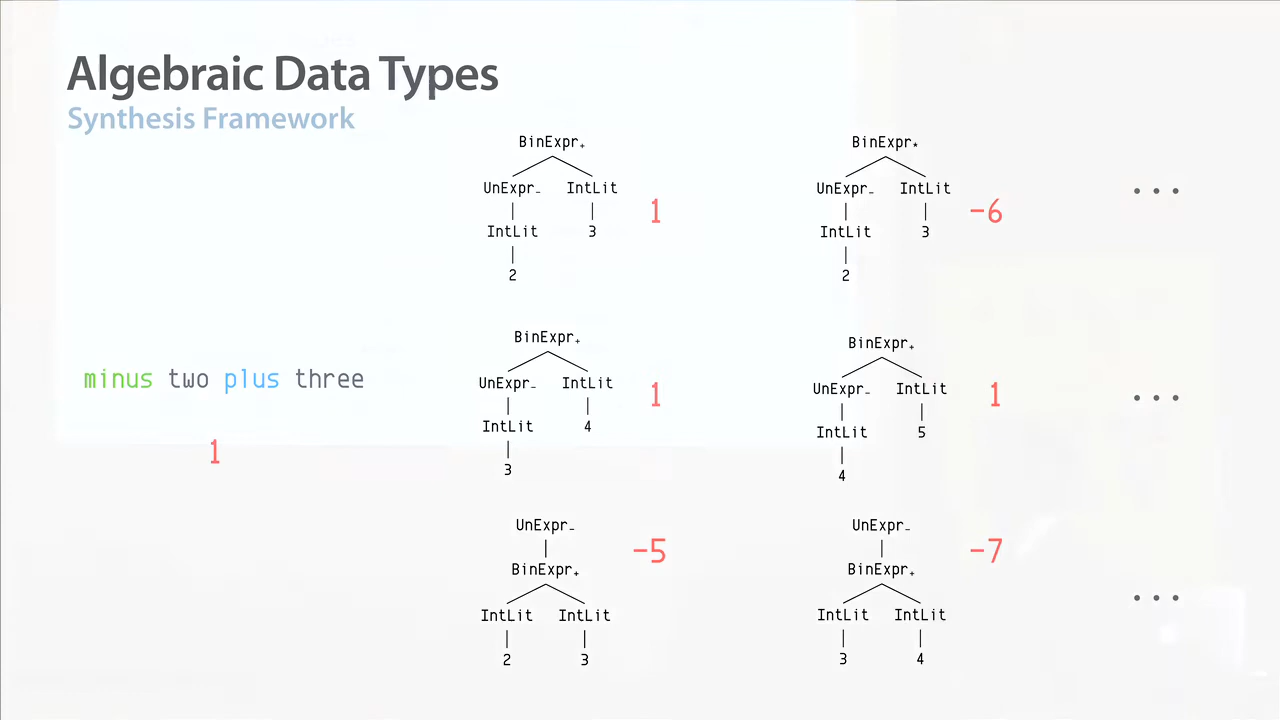 Algebraic Data Types
Synthesis Framework
BinExpr₊
UnExpr₋ IntLit
IntLit 3
2
1
BinExpr*
UnExpr₋ IntLit
IntLit 3
2
-6
...
minus two plus three
1
BinExpr₊
UnExpr₋ IntLit
IntLit 4
3
1
BinExpr₊
UnExpr₋ IntLit
IntLit 5
4
1
...
UnExpr₋
BinExpr₊
IntLit IntLit
2 3
-5
UnExpr₋
BinExpr₊
IntLit IntLit
3 4
-7
...